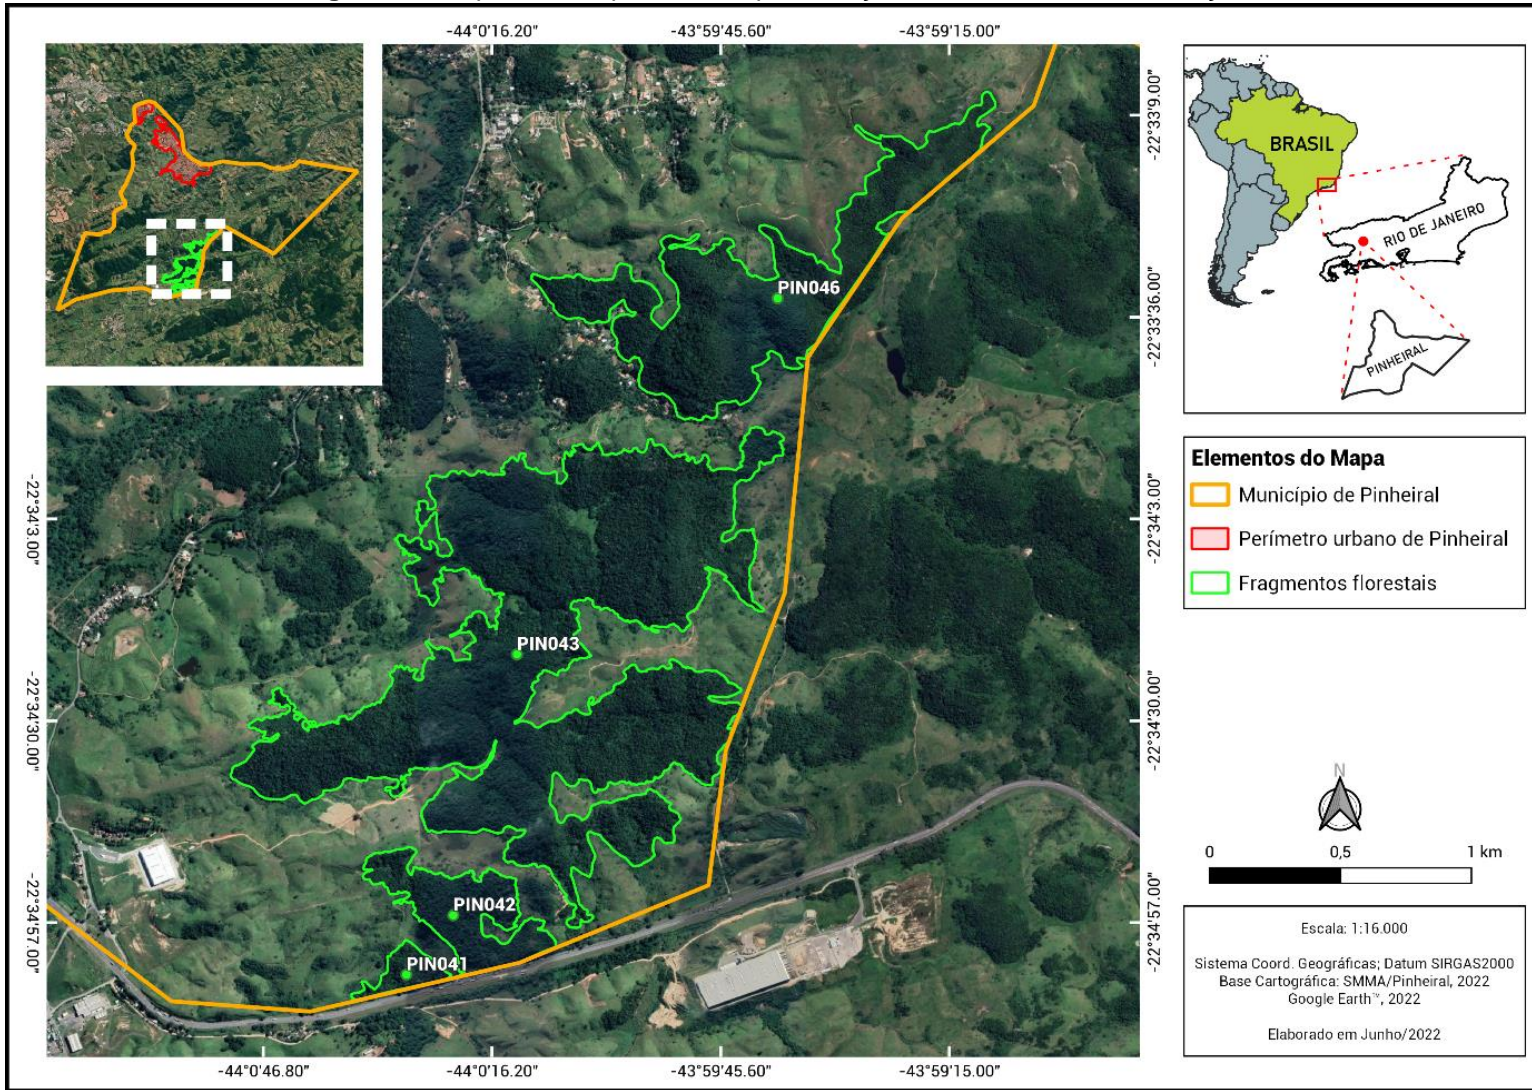 -44°0'16.20"
-43°59'45.60"
-43°59'15.00"
-22°33'9.00"
-22°33'36.00"
-22°34'3.00"
-22°34'30.00"
-22°34'57.00"
-22°34'3.00"
-22°34'30.00"
-22°34'57.00"
-44°0'46.80"
-44°0'16.20"
-43°59'45.60"
-43°59'15.00"
PIN046
PIN043
PIN042
PIN041
BRASIL
RIO DE JANEIRO
PINHEIRAL
Elementos do Mapa
Município de Pinheiral
Perímetro urbano de Pinheiral
Fragmentos florestais
N
0 0,5 1 km
Escala: 1:16.000
Sistema Coord. Geográficas; Datum SIRGAS2000
Base Cartográfica: SMMA/Pinheiral, 2022
Google Earth™, 2022
Elaborado em Junho/2022